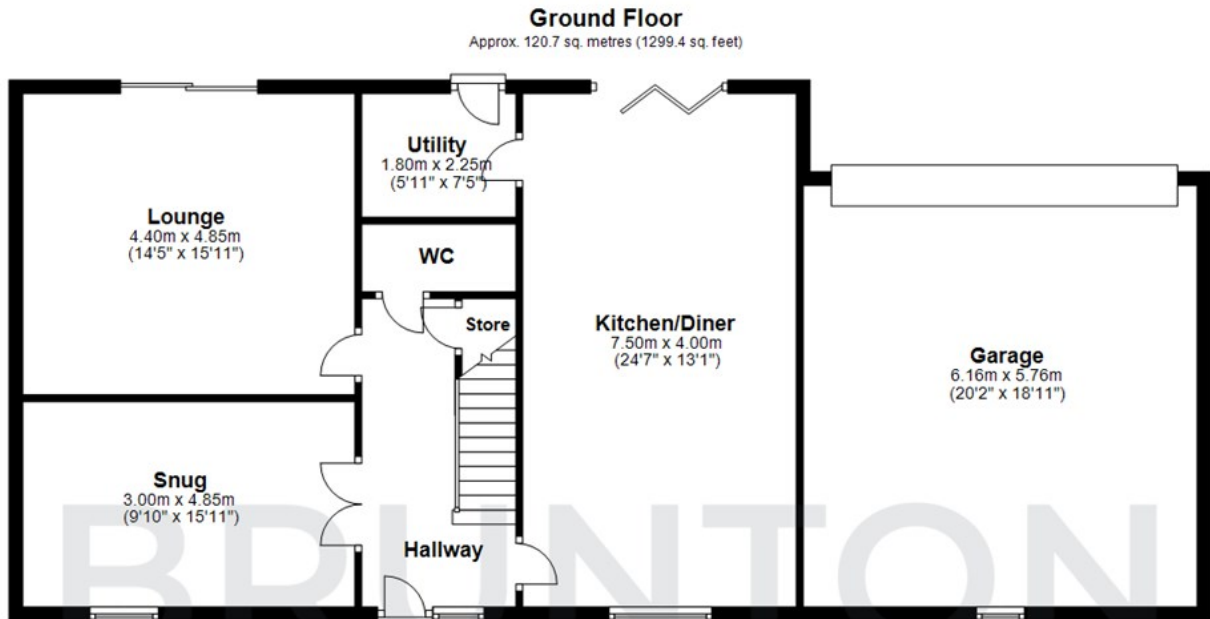 Ground Floor
Approx. 120.7 sq. metres (1299.4 sq. feet)
Utility
1.80m x 2.25m
(5'11" x 7'5")
Lounge
4.40m x 4.85m
(14'5" x 15'11")
WC
Store
Kitchen/Diner
7.50m x 4.00m
(24'7" x 13'1")
Garage
6.16m x 5.76m
(20'2" x 18'11")
Snug
3.00m x 4.85m
(9'10" x 15'11")
Hallway
BRUNTON